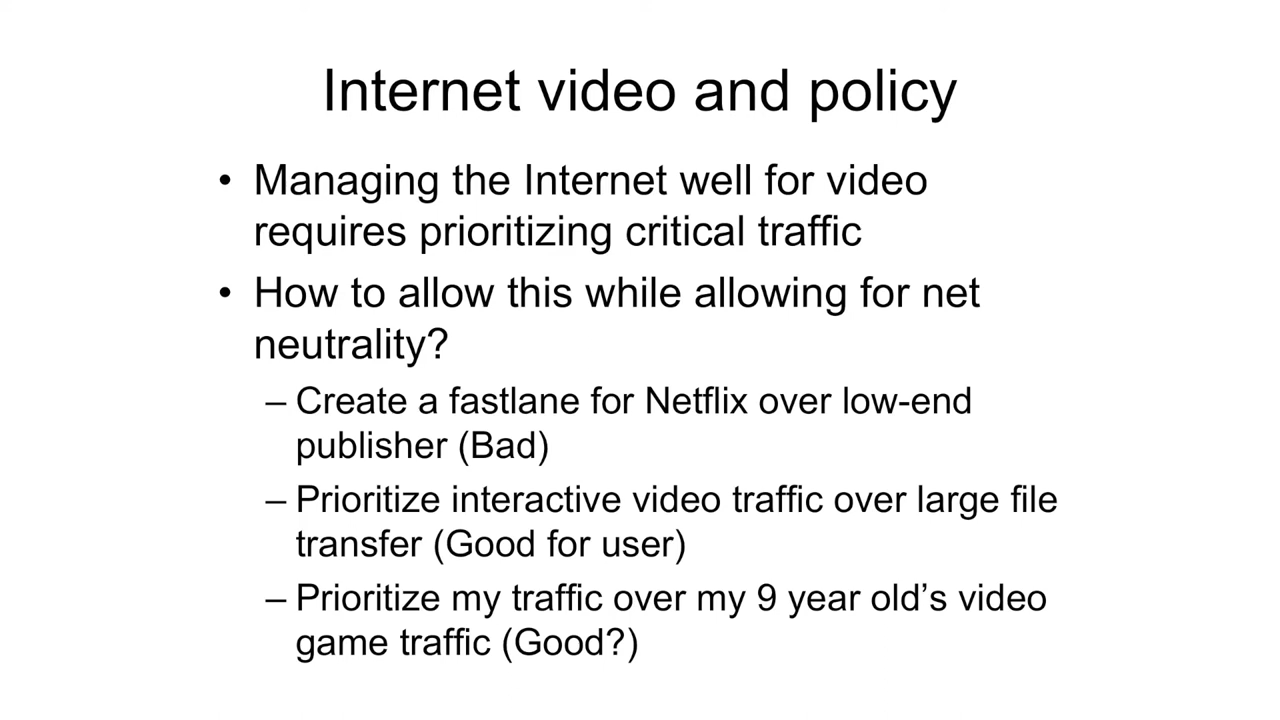 Internet video and policy
• Managing the Internet well for video
requires prioritizing critical traffic
• How to allow this while allowing for net
neutrality?
– Create a fastlane for Netflix over low-end
publisher (Bad)
– Prioritize interactive video traffic over large file
transfer (Good for user)
– Prioritize my traffic over my 9 year old’s video
game traffic (Good?)